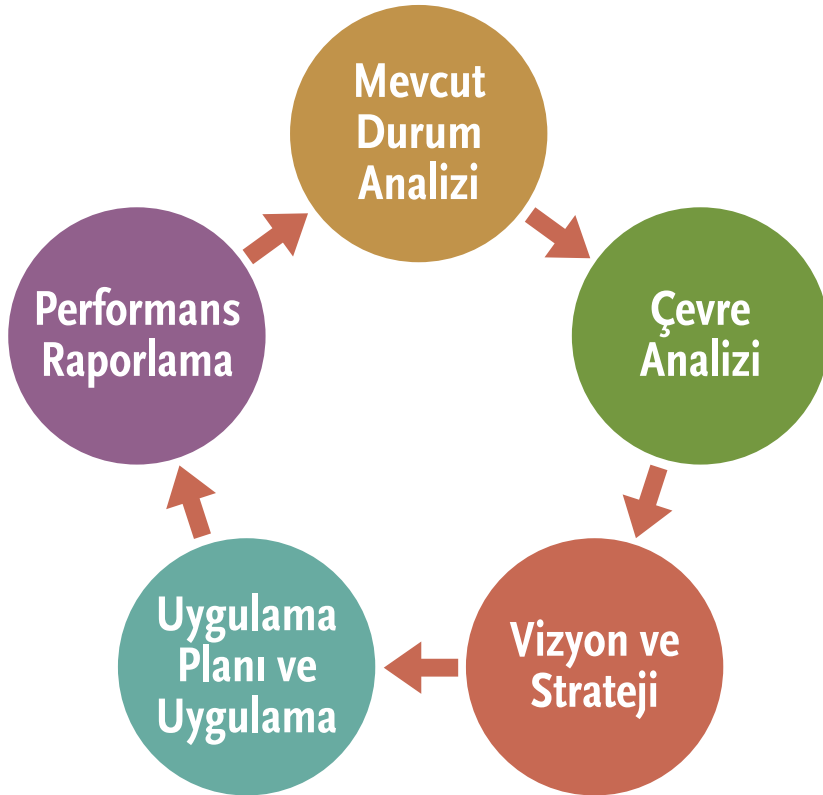 Mevcut
Durum
Analizi
Çevre
Analizi
Vizyon ve
Strateji
Uygulama
Planı ve
Uygulama
Performans
Raporlama